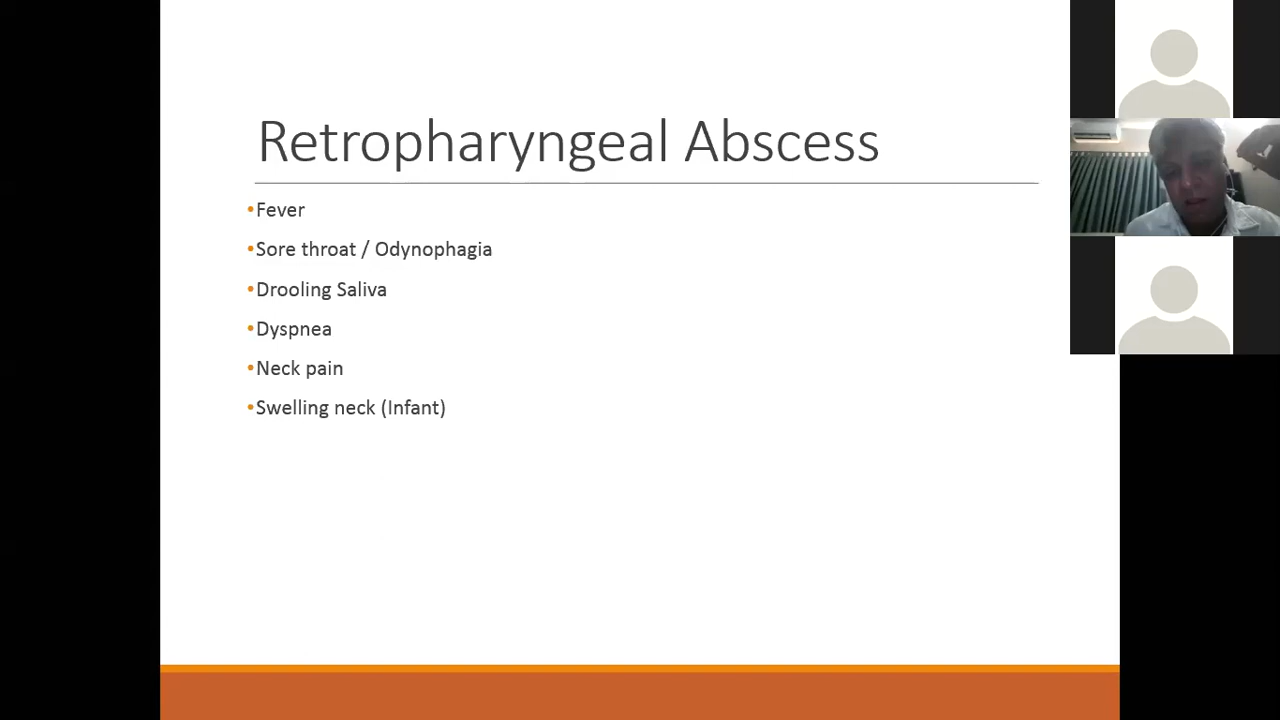 Retropharyngeal Abscess
•Fever
•Sore throat / Odynophagia
•Drooling Saliva
•Dyspnea
•Neck pain
•Swelling neck (Infant)